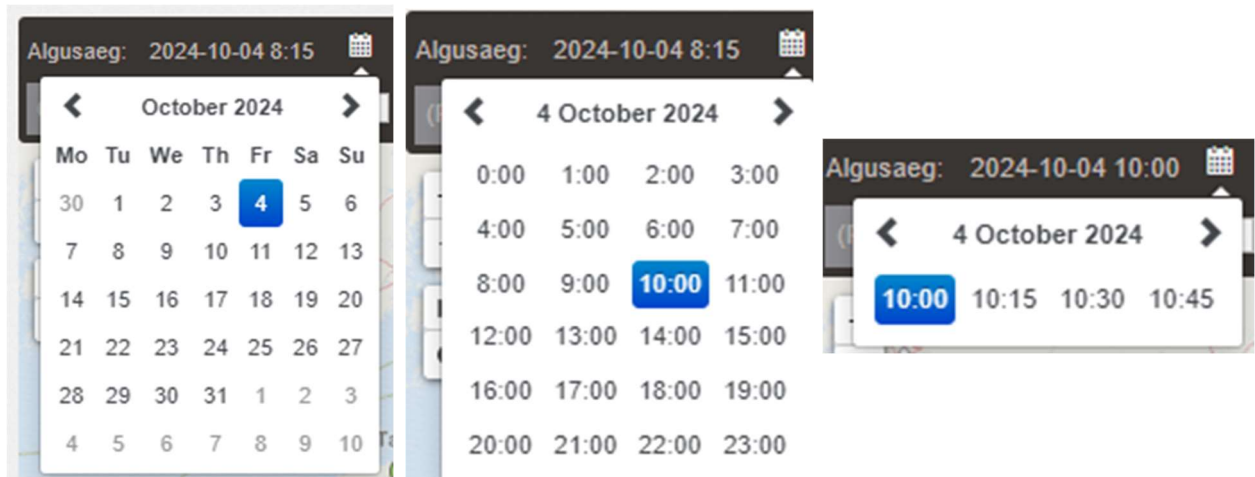 Algusaeg: 2024-10-04 8:15
October 2024
Mo Tu We Th Fr Sa Su
30 1 2 3 4 5 6
7 8 9 10 11 12 13
14 15 16 17 18 19 20
21 22 23 24 25 26 27
28 29 30 31 1 2 3
4 5 6 7 8 9 10
Algusaeg: 2024-10-04 8:15
4 October 2024
0:00 1:00 2:00 3:00
4:00 5:00 6:00 7:00
8:00 9:00 10:00 11:00
12:00 13:00 14:00 15:00
16:00 17:00 18:00 19:00
20:00 21:00 22:00 23:00
Algusaeg: 2024-10-04 10:00
4 October 2024
10:00 10:15 10:30 10:45